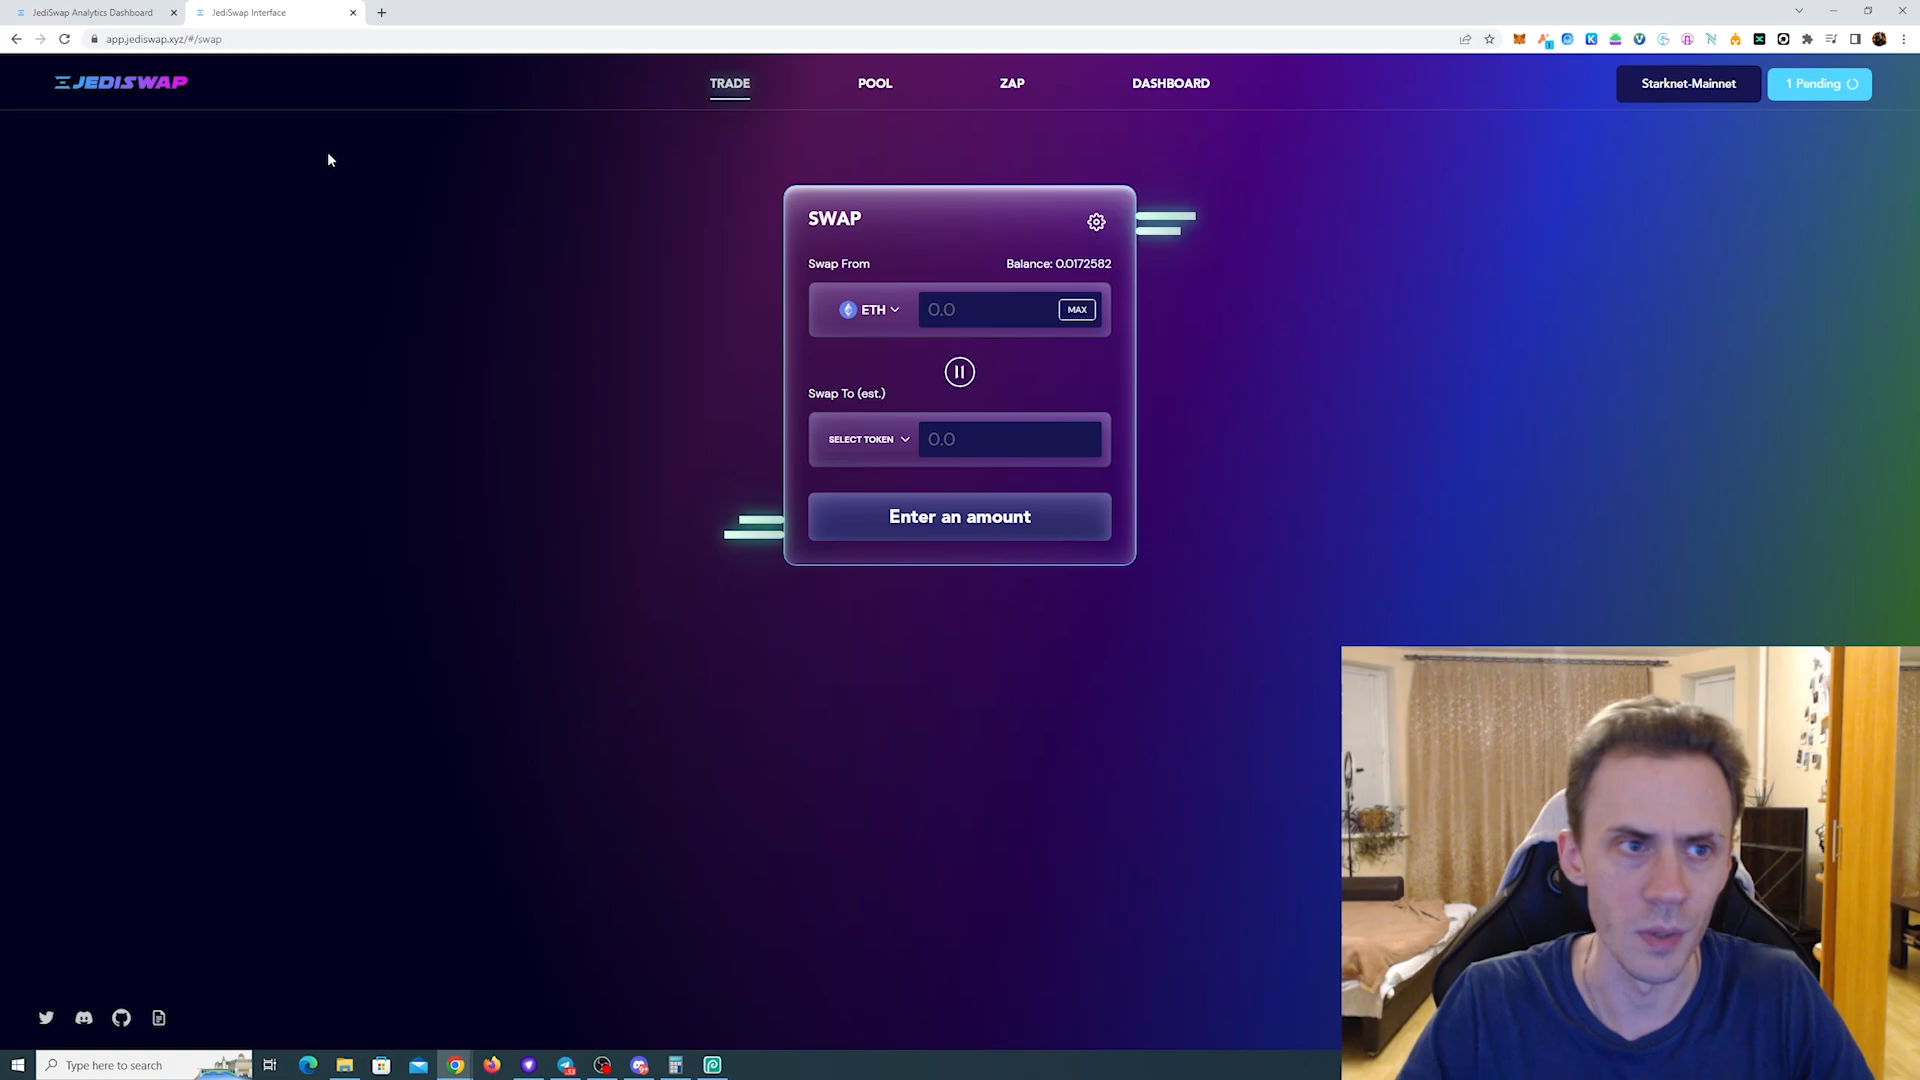 JediSwap Analytics Dashboard
JediSwap Interface
app.jediswap.xyz/#/swap
JEDISWAP
TRADE
POOL
ZAP
DASHBOARD
Starknet-Mainnet
1 Pending
SWAP
Swap From
Balance: 0.0172582
ETH
0.0
MAX
Swap To (est.)
SELECT TOKEN
0.0
Enter an amount
Type here to search